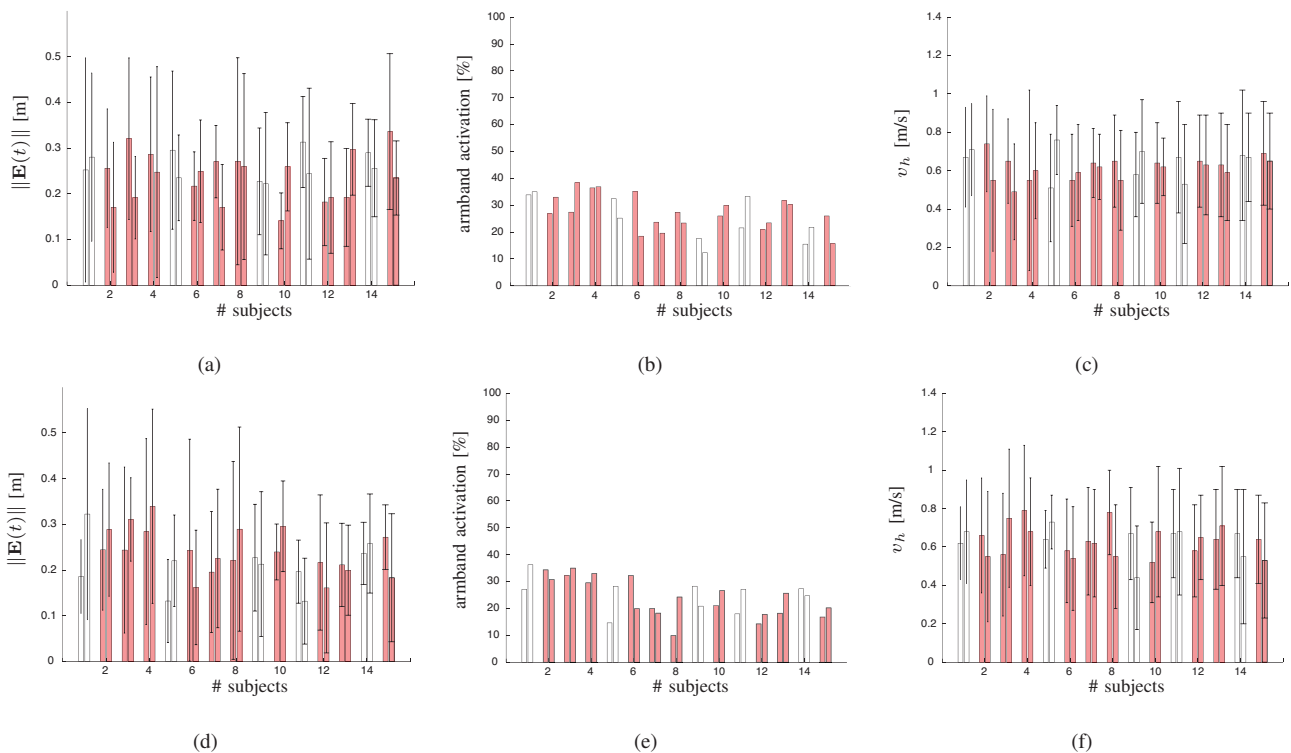 0.5
0.4
0.3
0.2
0.1
0
‖E(t)‖ [m]
2 4 6 8 10 12 14
# subjects
(a)
100
90
80
70
60
50
40
30
20
10
0
armband activation [%]
2 4 6 8 10 12 14
# subjects
(b)
1.4
1.2
1
0.8
0.6
0.4
0.2
0
v_h [m/s]
2 4 6 8 10 12 14
# subjects
(c)
0.5
0.4
0.3
0.2
0.1
0
‖E(t)‖ [m]
2 4 6 8 10 12 14
# subjects
(d)
100
90
80
70
60
50
40
30
20
10
0
armband activation [%]
2 4 6 8 10 12 14
# subjects
(e)
1.4
1.2
1
0.8
0.6
0.4
0.2
0
v_h [m/s]
2 4 6 8 10 12 14
# subjects
(f)